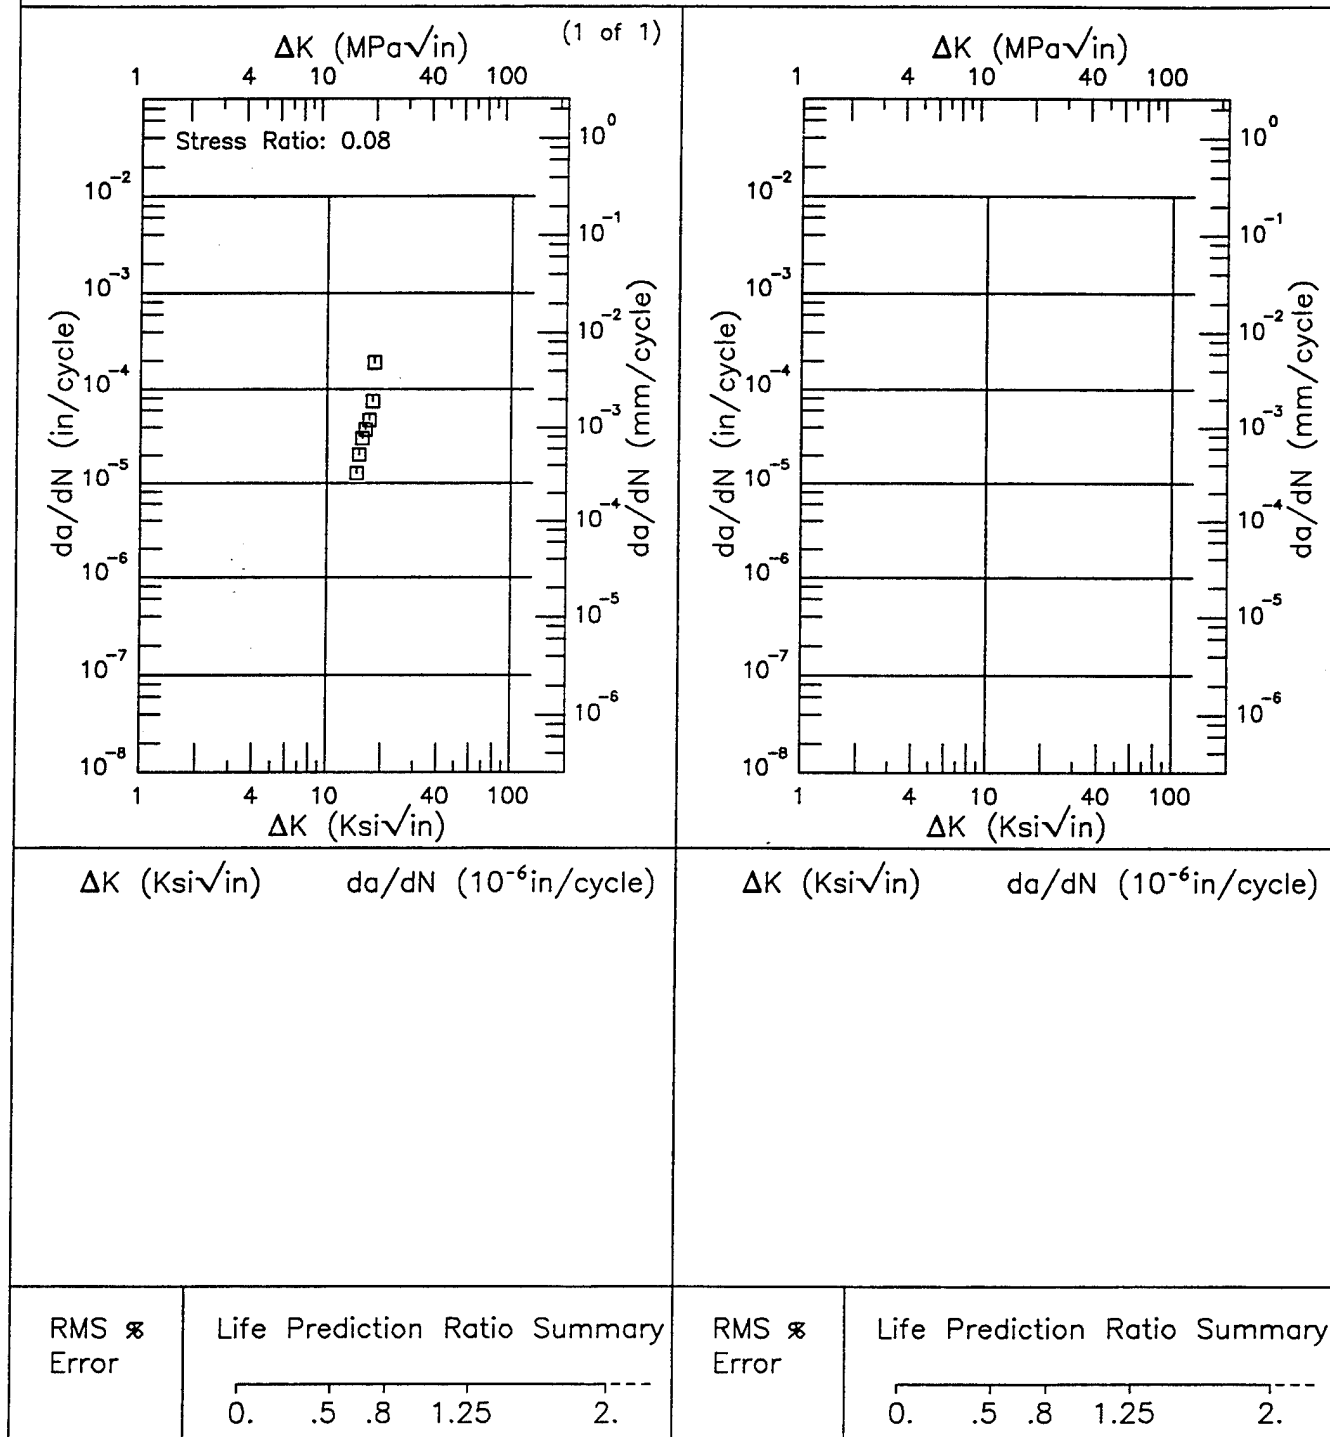 (1 of 1)
ΔK (MPa√in)
1 4 10 40 100
Stress Ratio: 0.08
da/dN (in/cycle)
10⁻²
10⁻³
10⁻⁴
10⁻⁵
10⁻⁶
10⁻⁷
10⁻⁸
10⁰
10⁻¹
10⁻²
10⁻³
10⁻⁴
10⁻⁵
10⁻⁶
da/dN (mm/cycle)
1 4 10 40 100
ΔK (Ksi√in)
ΔK (MPa√in)
1 4 10 40 100
da/dN (in/cycle)
10⁻²
10⁻³
10⁻⁴
10⁻⁵
10⁻⁶
10⁻⁷
10⁻⁸
10⁰
10⁻¹
10⁻²
10⁻³
10⁻⁴
10⁻⁵
10⁻⁶
da/dN (mm/cycle)
1 4 10 40 100
ΔK (Ksi√in)
ΔK (Ksi√in) da/dN (10⁻⁶in/cycle)
ΔK (Ksi√in) da/dN (10⁻⁶in/cycle)
RMS %
Error
Life Prediction Ratio Summary
0. .5 .8 1.25 2.
RMS %
Error
Life Prediction Ratio Summary
0. .5 .8 1.25 2.